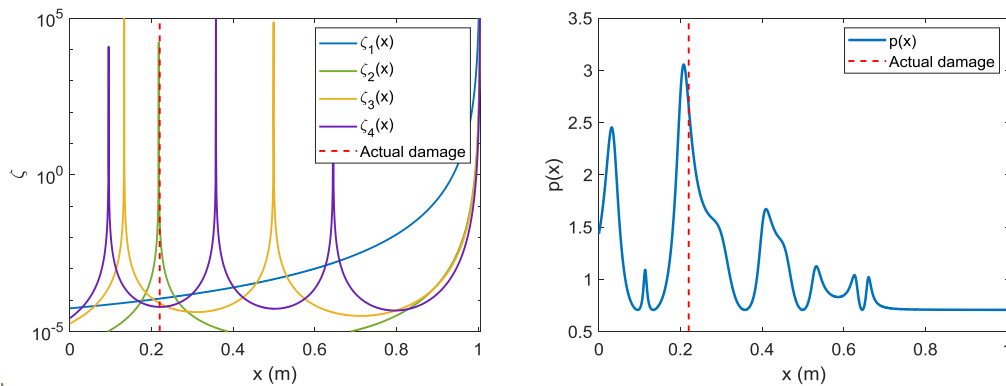 10^5
10^0
10^-5
ζ
0
0.2
0.4
0.6
0.8
1
x (m)
ζ_1(x)
ζ_2(x)
ζ_3(x)
ζ_4(x)
Actual damage
3.5
3
2.5
2
1.5
1
0.5
p(x)
0
0.2
0.4
0.6
0.8
1
x (m)
p(x)
Actual damage